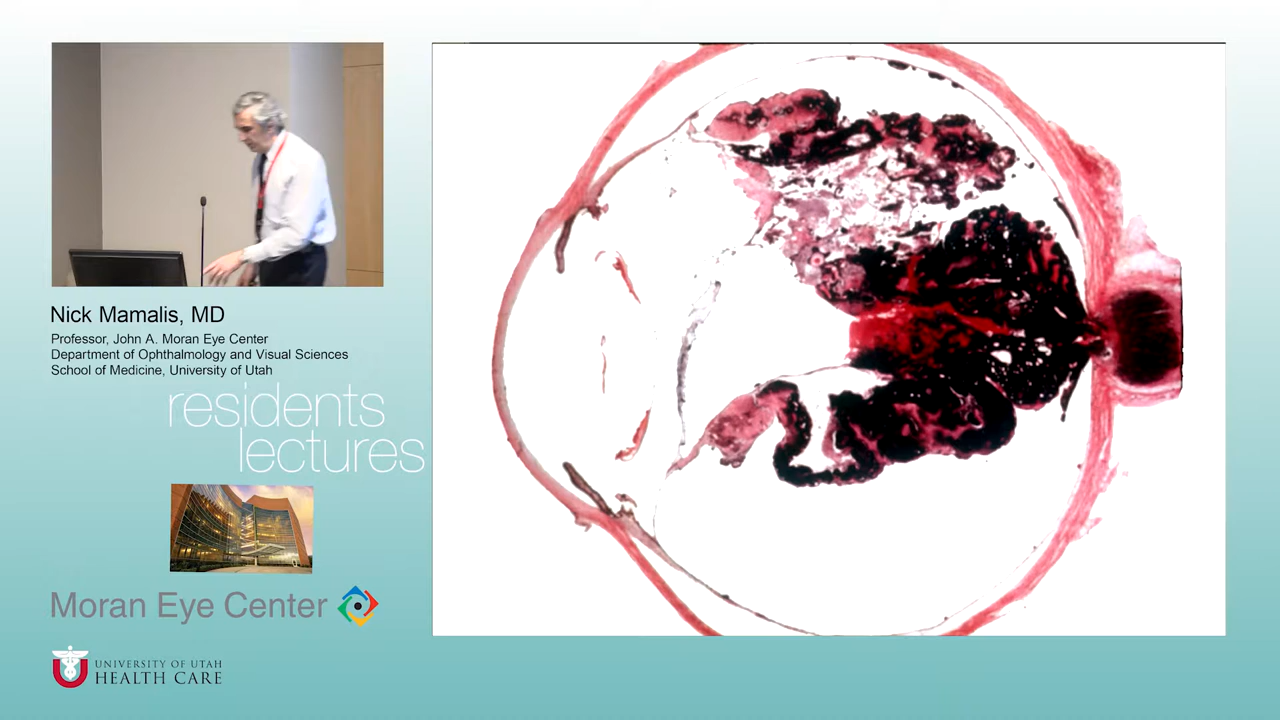 Nick Mamalis, MD
Professor, John A. Moran Eye Center
Department of Ophthalmology and Visual Sciences
School of Medicine, University of Utah
residents
lectures
Moran Eye Center
UNIVERSITY OF UTAH
HEALTH CARE